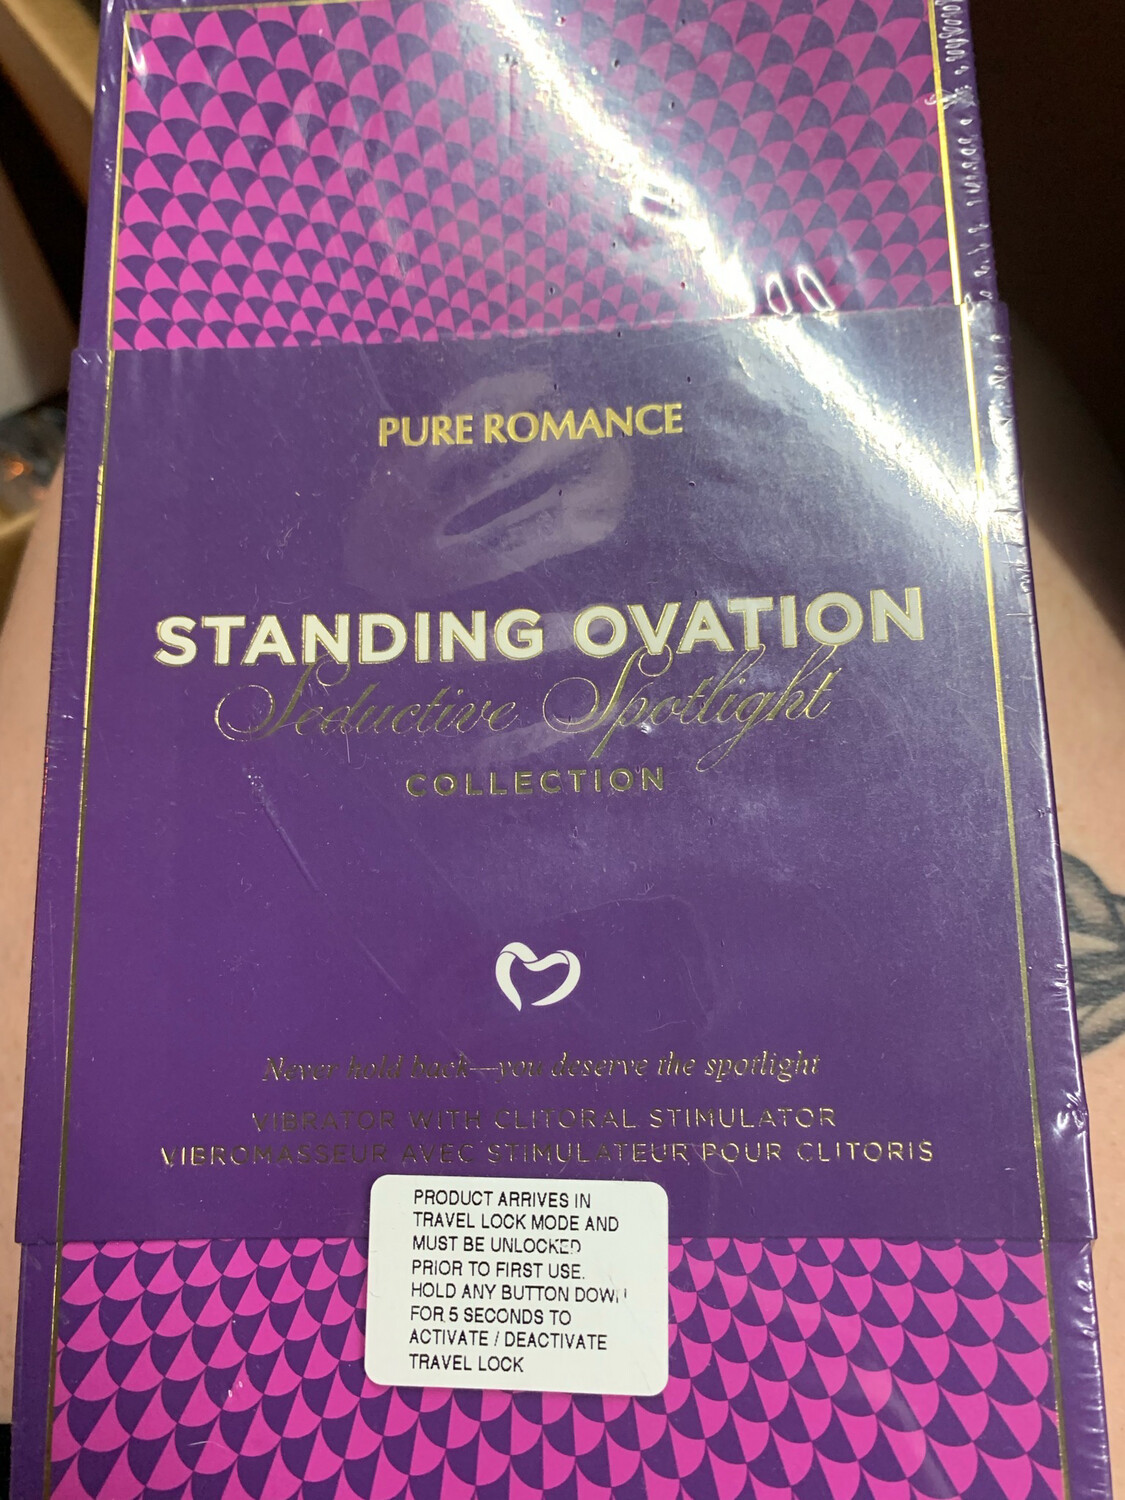 PURE ROMANCE
STANDING OVATION
Seductive Spotlight
COLLECTION
Never hold back—you deserve the spotlight
VIBRATOR WITH CLITORAL STIMULATOR
VIBROMASSEUR AVEC STIMULATEUR POUR CLITORIS
PRODUCT ARRIVES IN
TRAVEL LOCK MODE AND
MUST BE UNLOCKED
PRIOR TO FIRST USE.
HOLD ANY BUTTON DOWN
FOR 5 SECONDS TO
ACTIVATE / DEACTIVATE
TRAVEL LOCK